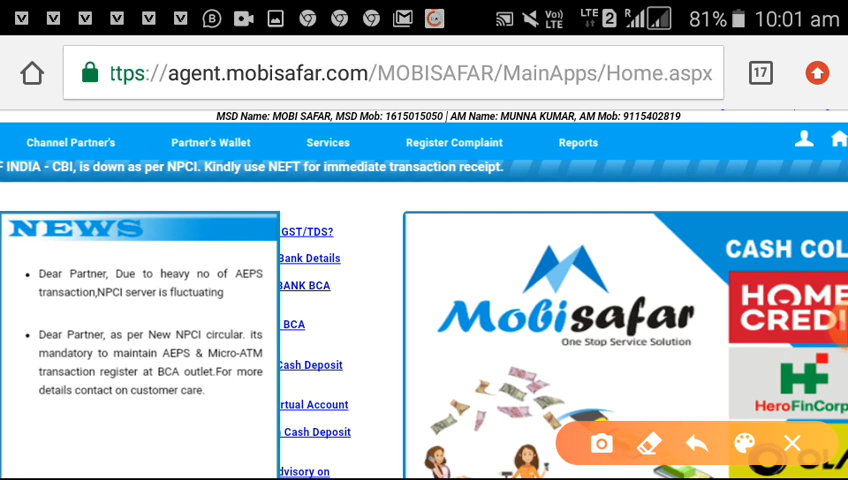 81% 10:01 am
Vo)) LTE LTE 2 R
ttps://agent.mobisafar.com/MOBISAFAR/MainApps/Home.aspx 17
MSD Name: MOBI SAFAR, MSD Mob: 1615015050 | AM Name: MUNNA KUMAR, AM Mob: 9115402819
Channel Partner's Partner's Wallet Services Register Complaint Reports
F INDIA - CBI, is down as per NPCI. Kindly use NEFT for immediate transaction receipt.
NEWS
Dear Partner, Due to heavy no of AEPS
transaction,NPCI server is fluctuating
Dear Partner, as per New NPCI circular. its
mandatory to maintain AEPS & Micro-ATM
transaction register at BCA outlet.For more
details contact on customer care.
GST/TDS?
Bank Details
BANK BCA
BCA
Cash Deposit
rtual Account
Cash Deposit
dvisory on
Mobisafar
One Stop Service Solution
CASH COL
HOME
CREDI
HeroFinCorp
OLA